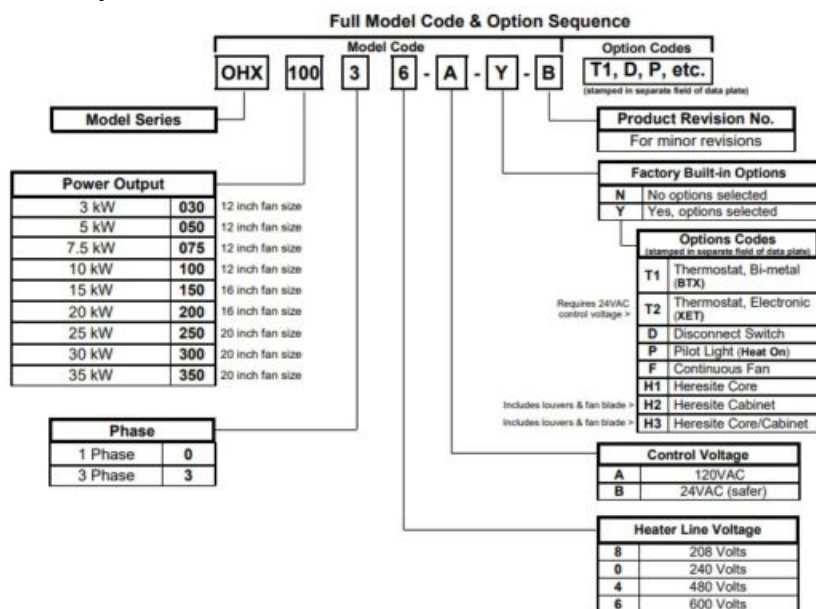 Full Model Code & Option Sequence
Model Code
Option Codes
OHX 100 3 6 - A - Y - B T1, D, P, etc.
(stamped in separate field of data plate)
Model Series
Product Revision No.
For minor revisions
Power Output
3 kW 030 12 inch fan size
5 kW 050 12 inch fan size
7.5 kW 075 12 inch fan size
10 kW 100 12 inch fan size
15 kW 150 16 inch fan size
20 kW 200 16 inch fan size
25 kW 250 20 inch fan size
30 kW 300 20 inch fan size
35 kW 350 20 inch fan size
Factory Built-in Options
N No options selected
Y Yes, options selected
Options Codes
(stamped in separate field of data plate)
T1 Thermostat, Bi-metal
(BTX)
Requires 24VAC
control voltage >
T2 Thermostat, Electronic
(XET)
D Disconnect Switch
P Pilot Light (Heat On)
F Continuous Fan
H1 Heresite Core
Includes louvers & fan blade > H2 Heresite Cabinet
Includes louvers & fan blade > H3 Heresite Core/Cabinet
Phase
1 Phase 0
3 Phase 3
Control Voltage
A 120VAC
B 24VAC (safer)
Heater Line Voltage
8 208 Volts
0 240 Volts
4 480 Volts
6 600 Volts